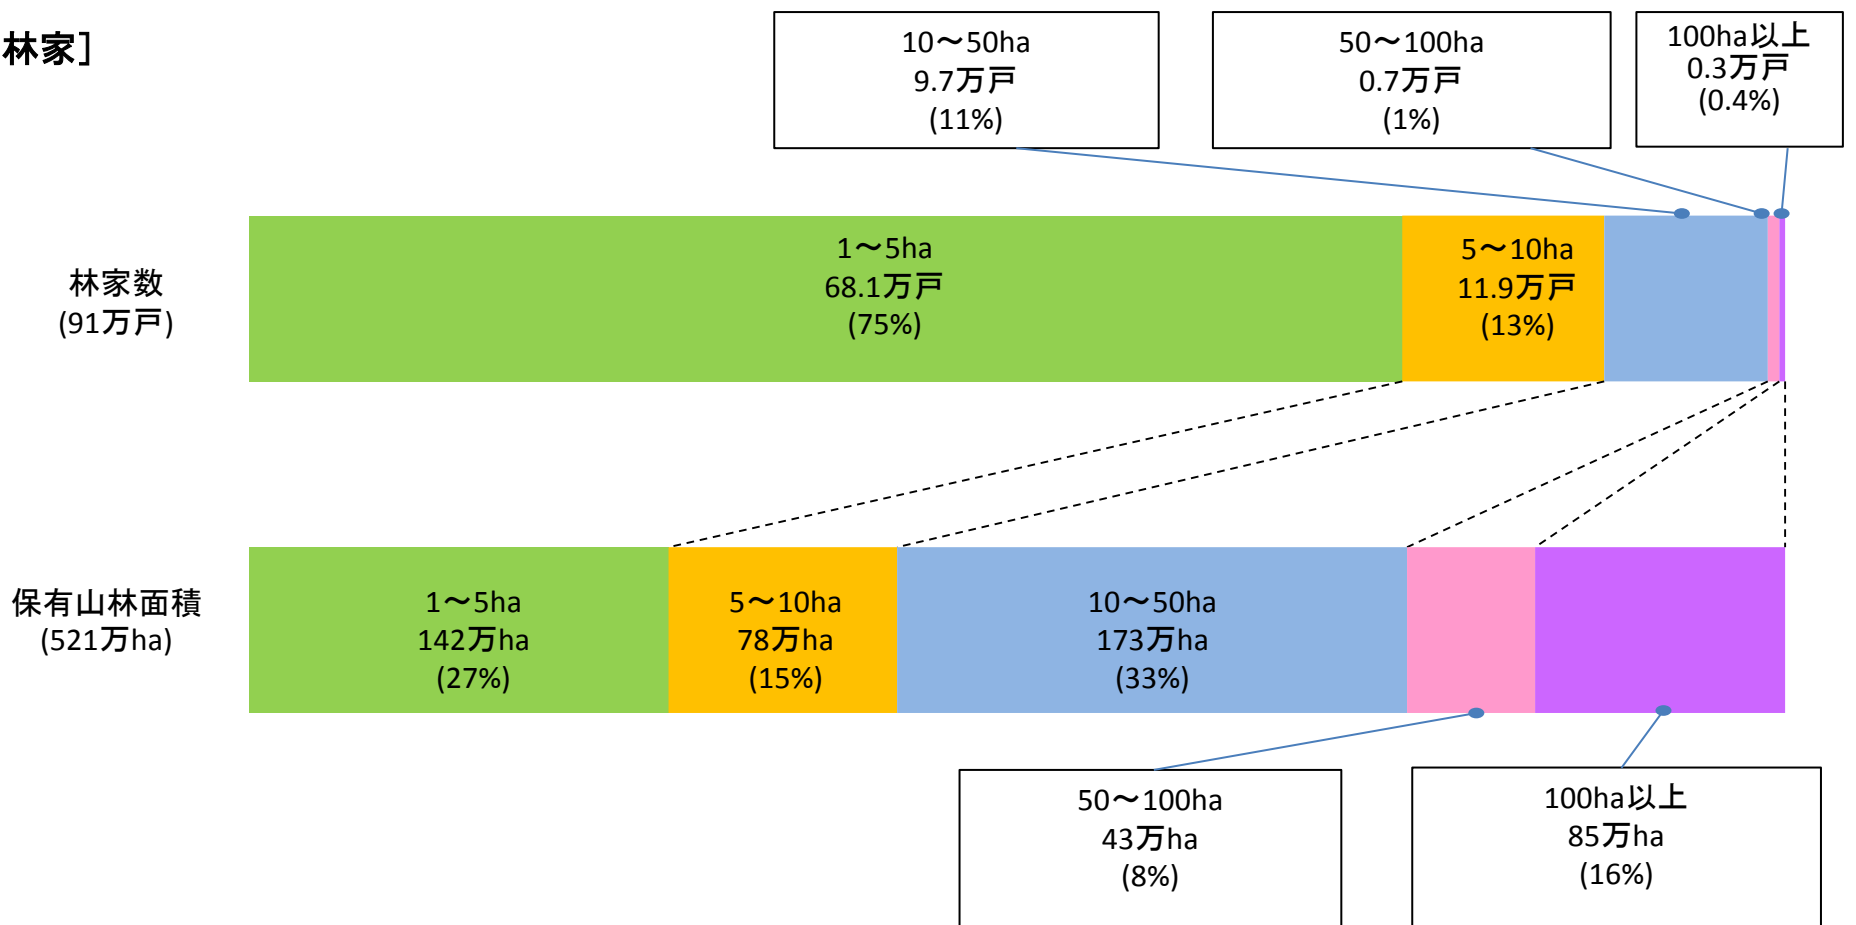 林家]
10～50ha
9.7万戸
(11%)
50～100ha
0.7万戸
(1%)
100ha以上
0.3万戸
(0.4%)
林家数
(91万戸)
1～5ha
68.1万戸
(75%)
5～10ha
11.9万戸
(13%)
保有山林面積
(521万ha)
1～5ha
142万ha
(27%)
5～10ha
78万ha
(15%)
10～50ha
173万ha
(33%)
50～100ha
43万ha
(8%)
100ha以上
85万ha
(16%)